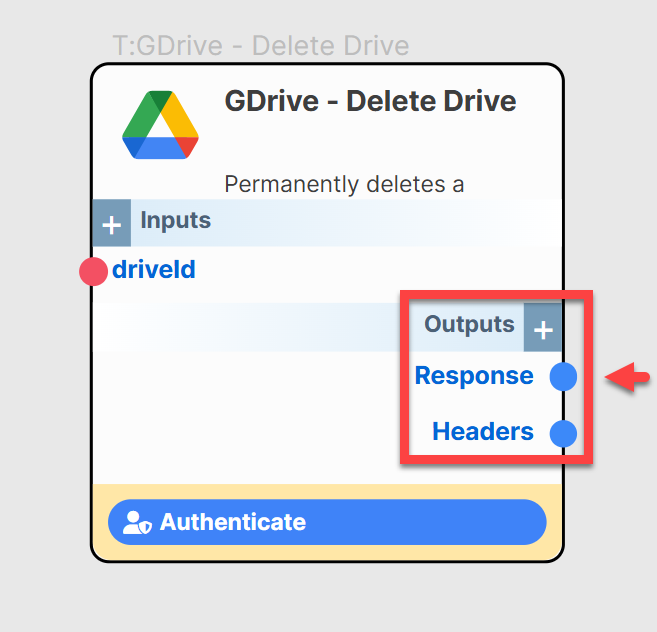 T:GDrive - Delete Drive
GDrive - Delete Drive
Permanently deletes a
+ Inputs
driveId
Outputs +
Response
Headers
Authenticate